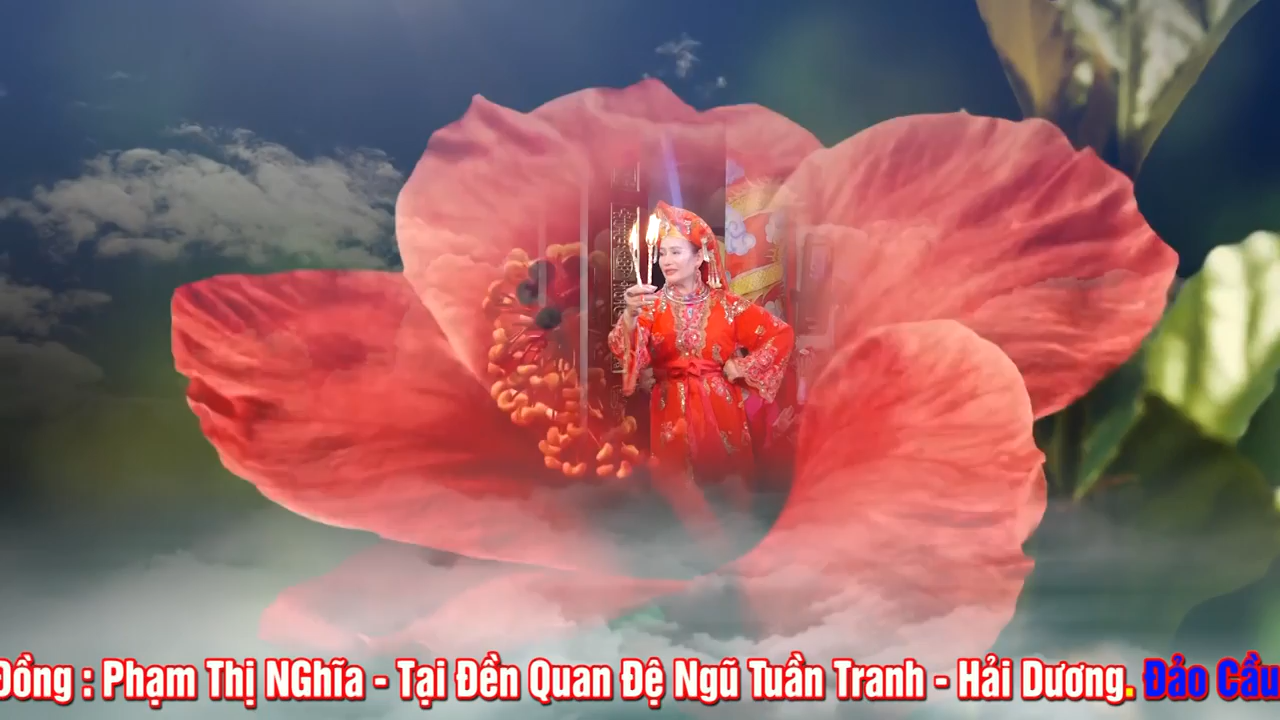 Đồng : Phạm Thị NGhĩa - Tại Đền Quan Đệ Ngũ Tuần Tranh - Hải Dương. Đảo Cầu